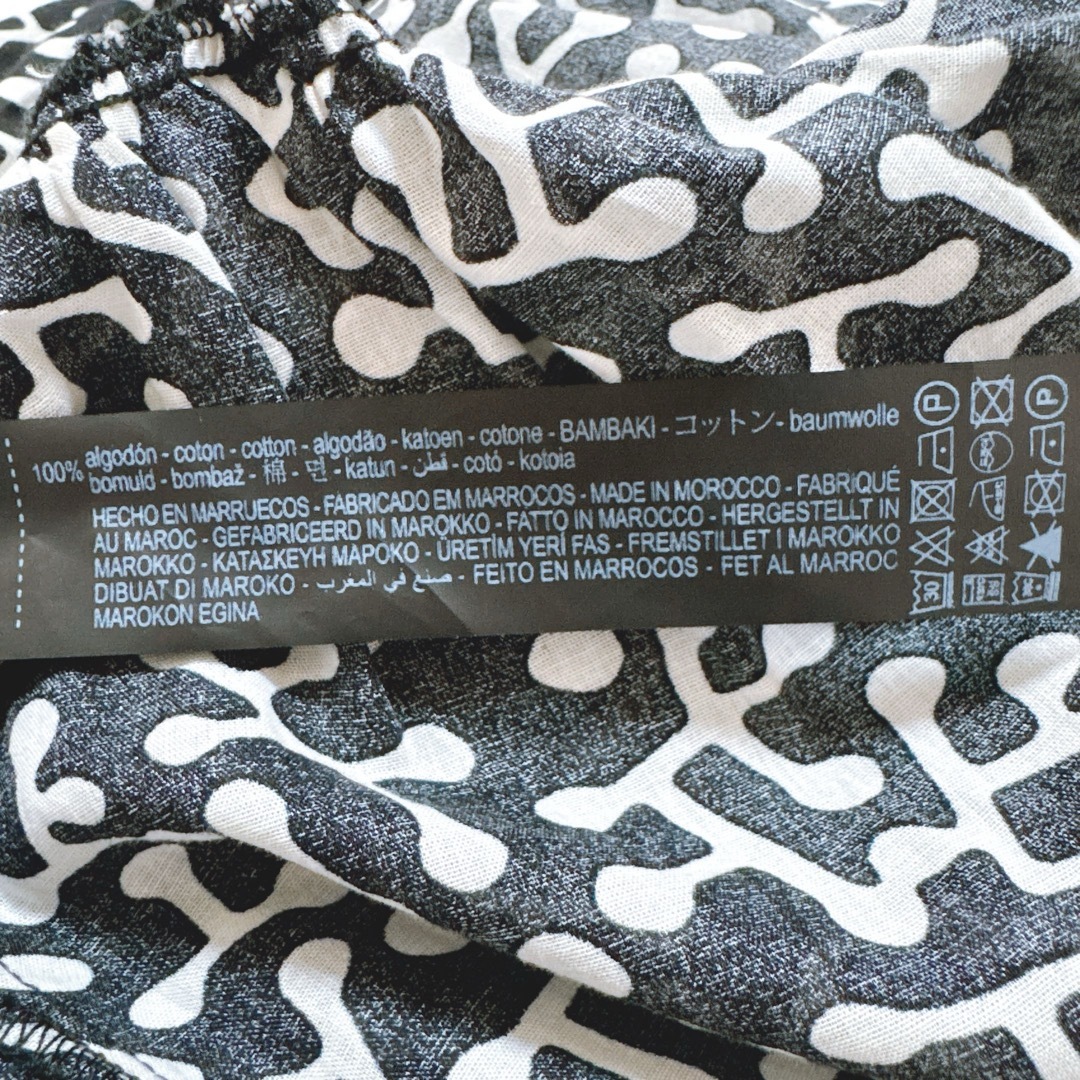 100% algodón - coton - cotton - algodão - katoen - cotone - BAMBAKI - コットン - baumwolle
bomuld - bombaž - 棉 - 면 - katun - قطن - cotó - kotoia
HECHO EN MARRUECOS - FABRICADO EM MARROCOS - MADE IN MOROCCO - FABRIQUÉ
AU MAROC - GEFABRICEERD IN MAROKKO - FATTO IN MAROCCO - HERGESTELLT IN
MAROKKO - ΚΑΤΑΣΚΕΥΗ ΜΑΡΟΚΟ - ÜRETİM YERİ FAS - FREMSTILLET I MAROKKO
DIBUAT DI MAROKO - صنع في المغرب - FEITO EN MARROCOS - FET AL MARROC
MAROKON EGINA
P P
30